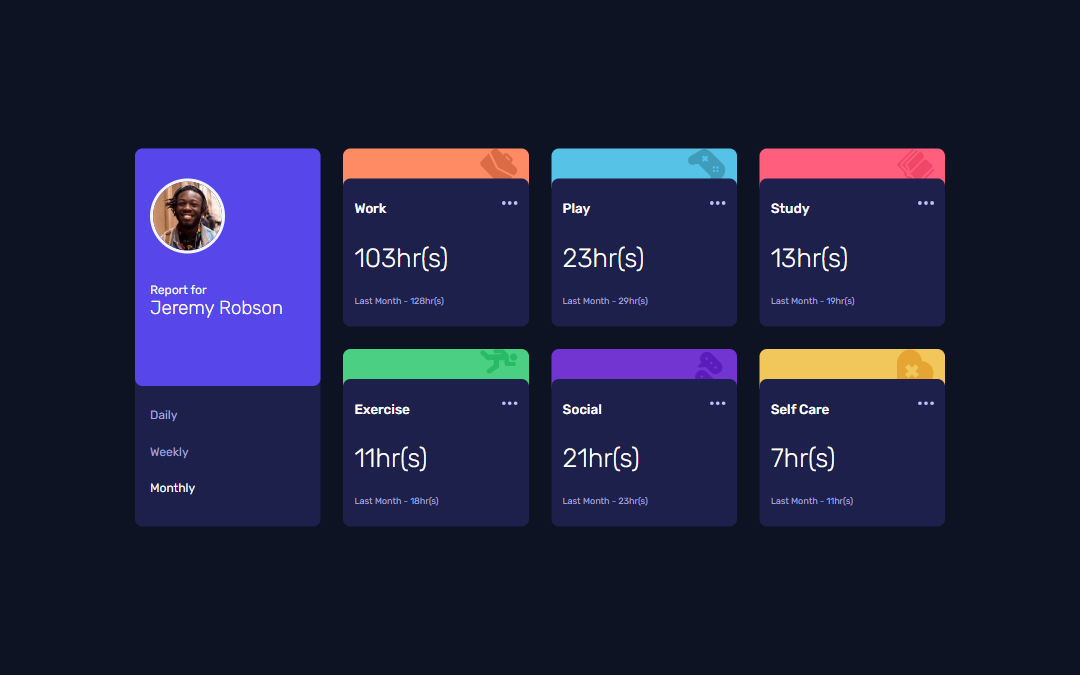 Report for
Jeremy Robson
Daily
Weekly
Monthly
Work
103hr(s)
Last Month - 128hr(s)
Play
23hr(s)
Last Month - 29hr(s)
Study
13hr(s)
Last Month - 19hr(s)
Exercise
11hr(s)
Last Month - 18hr(s)
Social
21hr(s)
Last Month - 23hr(s)
Self Care
7hr(s)
Last Month - 11hr(s)